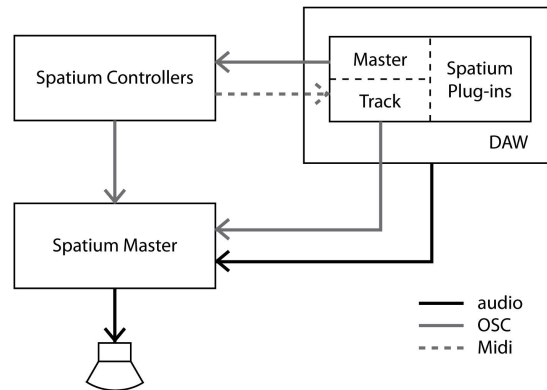 Spatium Controllers
Master
Track
Spatium
Plug-ins
DAW
Spatium Master
audio
OSC
Midi